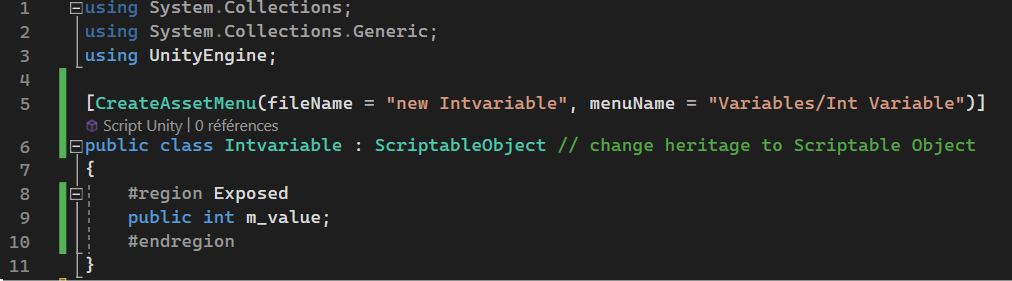 1 using System.Collections;
2 using System.Collections.Generic;
3 using UnityEngine;
4
5 [CreateAssetMenu(fileName = "new Intvariable", menuName = "Variables/Int Variable")]
Script Unity | 0 références
6 public class Intvariable : ScriptableObject // change heritage to Scriptable Object
7 {
8 #region Exposed
9 public int m_value;
10 #endregion
11 }